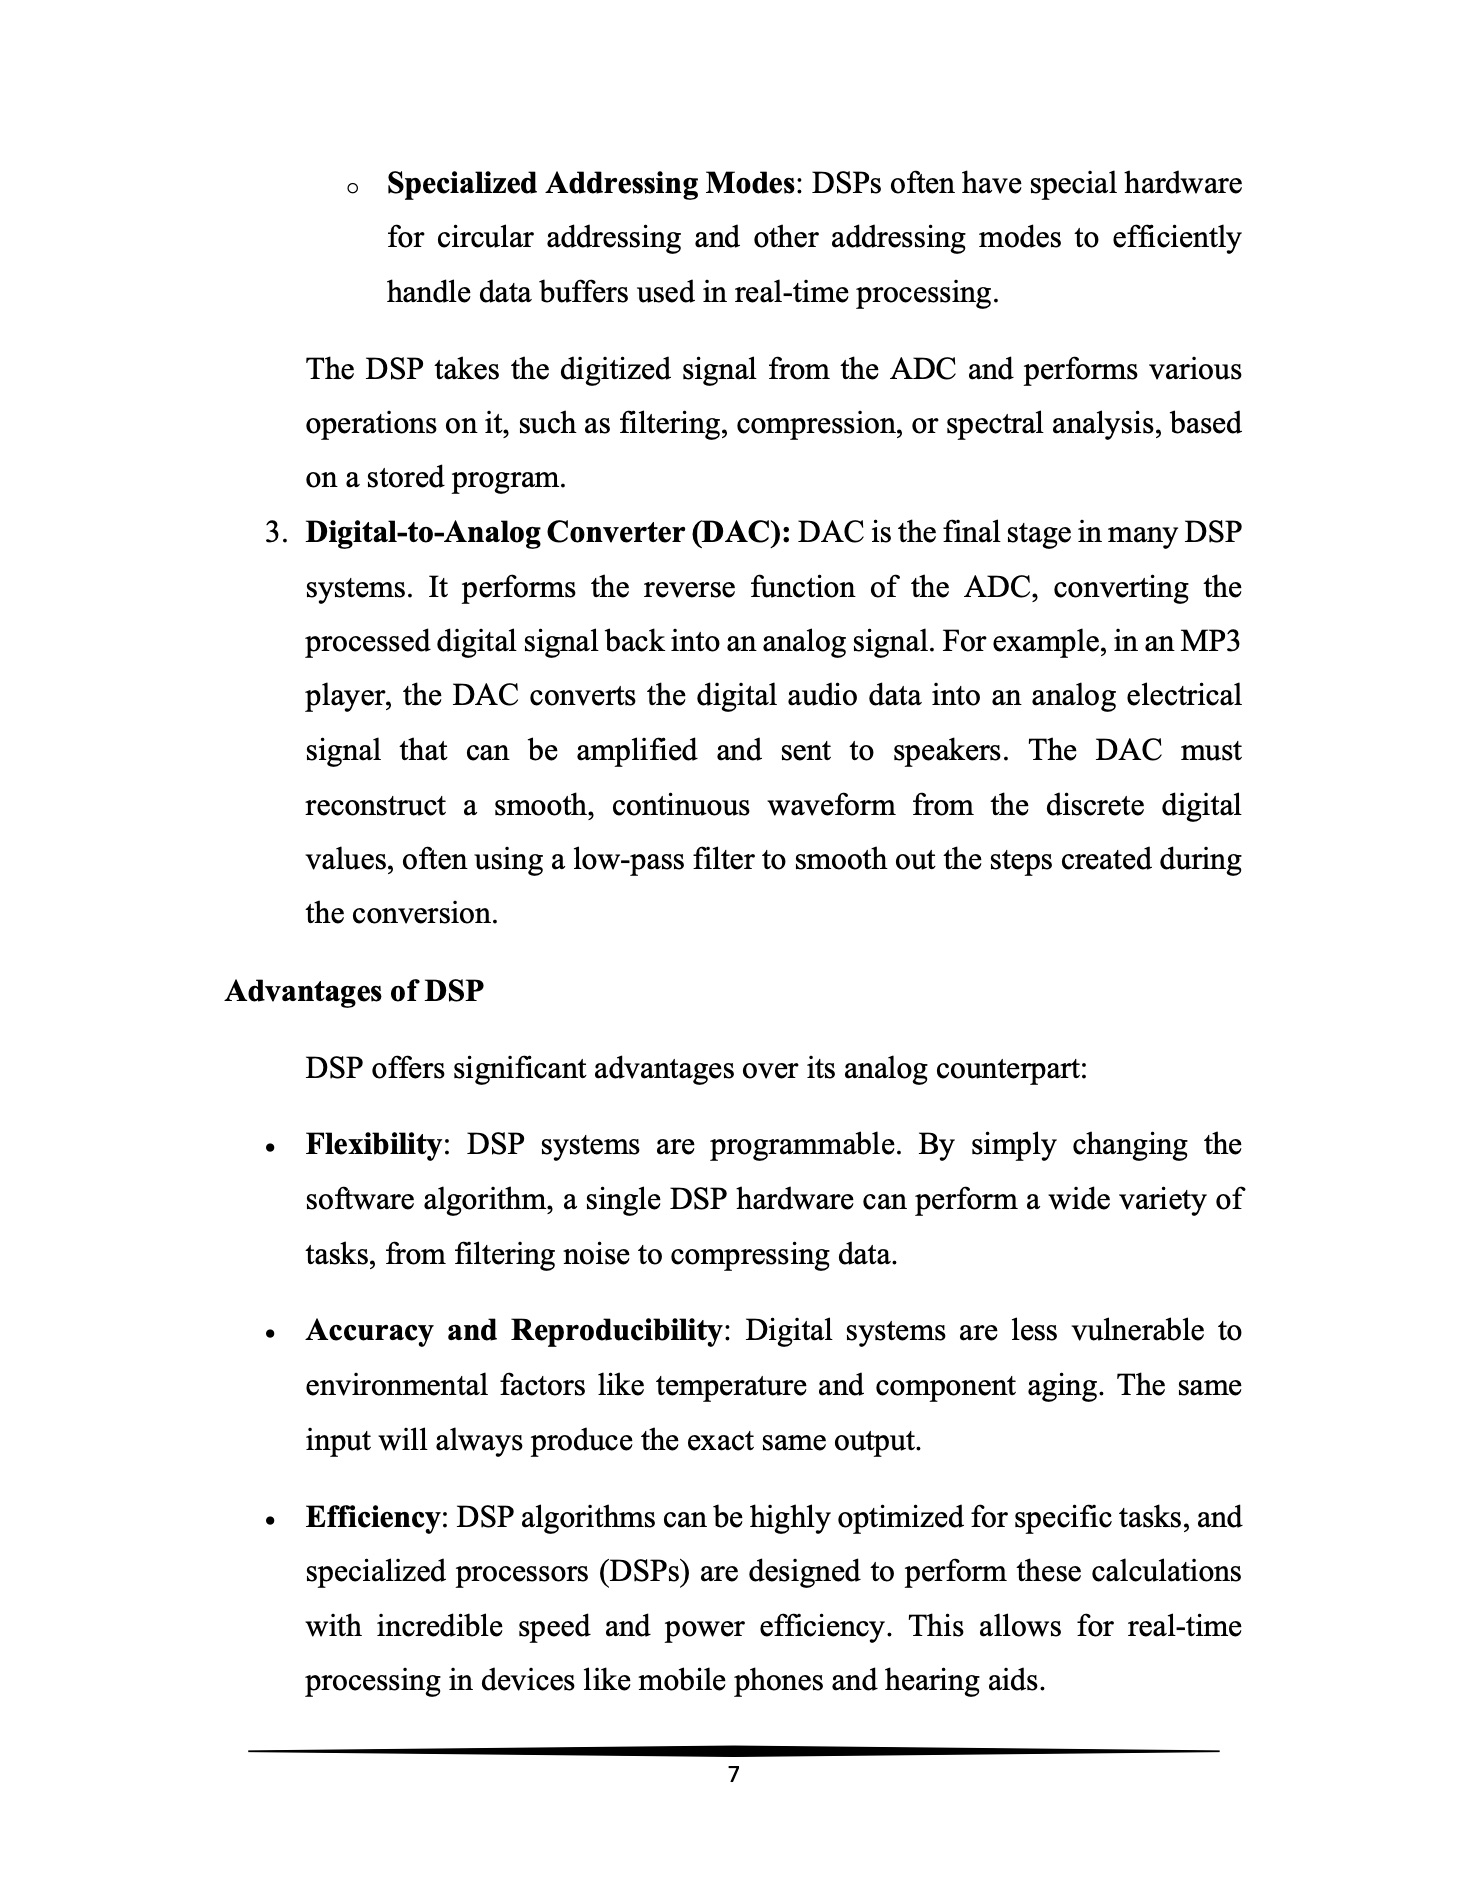 ○ Specialized Addressing Modes: DSPs often have special hardware
for circular addressing and other addressing modes to efficiently
handle data buffers used in real-time processing.
The DSP takes the digitized signal from the ADC and performs various
operations on it, such as filtering, compression, or spectral analysis, based
on a stored program.
3. Digital-to-Analog Converter (DAC): DAC is the final stage in many DSP
systems. It performs the reverse function of the ADC, converting the
processed digital signal back into an analog signal. For example, in an MP3
player, the DAC converts the digital audio data into an analog electrical
signal that can be amplified and sent to speakers. The DAC must
reconstruct a smooth, continuous waveform from the discrete digital
values, often using a low-pass filter to smooth out the steps created during
the conversion.
Advantages of DSP
DSP offers significant advantages over its analog counterpart:
• Flexibility: DSP systems are programmable. By simply changing the
software algorithm, a single DSP hardware can perform a wide variety of
tasks, from filtering noise to compressing data.
• Accuracy and Reproducibility: Digital systems are less vulnerable to
environmental factors like temperature and component aging. The same
input will always produce the exact same output.
• Efficiency: DSP algorithms can be highly optimized for specific tasks, and
specialized processors (DSPs) are designed to perform these calculations
with incredible speed and power efficiency. This allows for real-time
processing in devices like mobile phones and hearing aids.
7